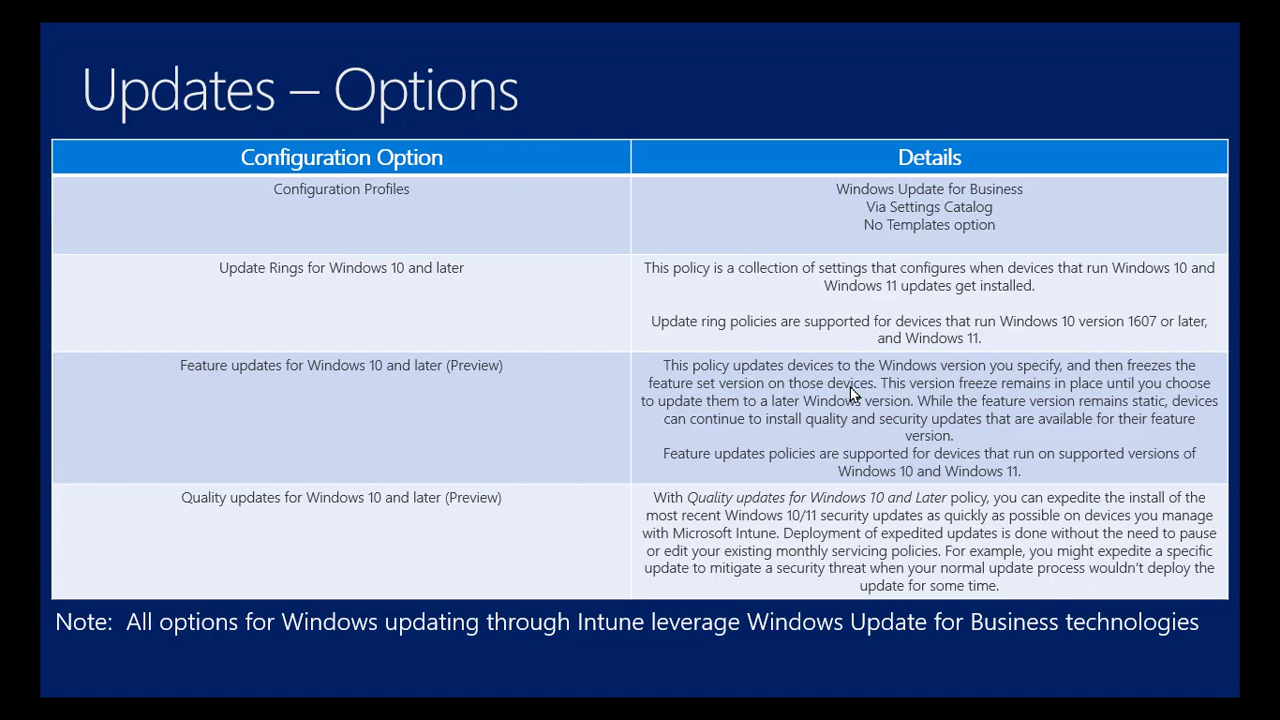 Updates – Options
Configuration Option
Details
Configuration Profiles
Windows Update for Business
Via Settings Catalog
No Templates option
Update Rings for Windows 10 and later
This policy is a collection of settings that configures when devices that run Windows 10 and
Windows 11 updates get installed.
Update ring policies are supported for devices that run Windows 10 version 1607 or later,
and Windows 11.
Feature updates for Windows 10 and later (Preview)
This policy updates devices to the Windows version you specify, and then freezes the
feature set version on those devices. This version freeze remains in place until you choose
to update them to a later Windows version. While the feature version remains static, devices
can continue to install quality and security updates that are available for their feature
version.
Feature updates policies are supported for devices that run on supported versions of
Windows 10 and Windows 11.
Quality updates for Windows 10 and later (Preview)
With Quality updates for Windows 10 and Later policy, you can expedite the install of the
most recent Windows 10/11 security updates as quickly as possible on devices you manage
with Microsoft Intune. Deployment of expedited updates is done without the need to pause
or edit your existing monthly servicing policies. For example, you might expedite a specific
update to mitigate a security threat when your normal update process wouldn't deploy the
update for some time.
Note: All options for Windows updating through Intune leverage Windows Update for Business technologies